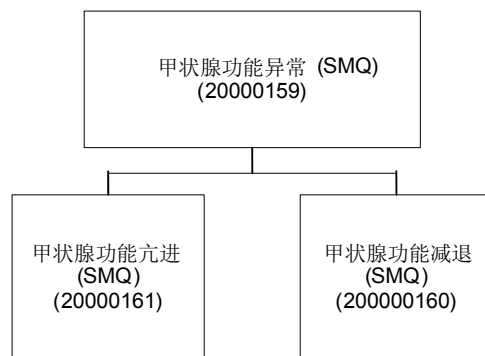 甲状腺功能异常 (SMQ)
(20000159)
甲状腺功能亢进
(SMQ)
(20000161)
甲状腺功能减退
(SMQ)
(200000160)